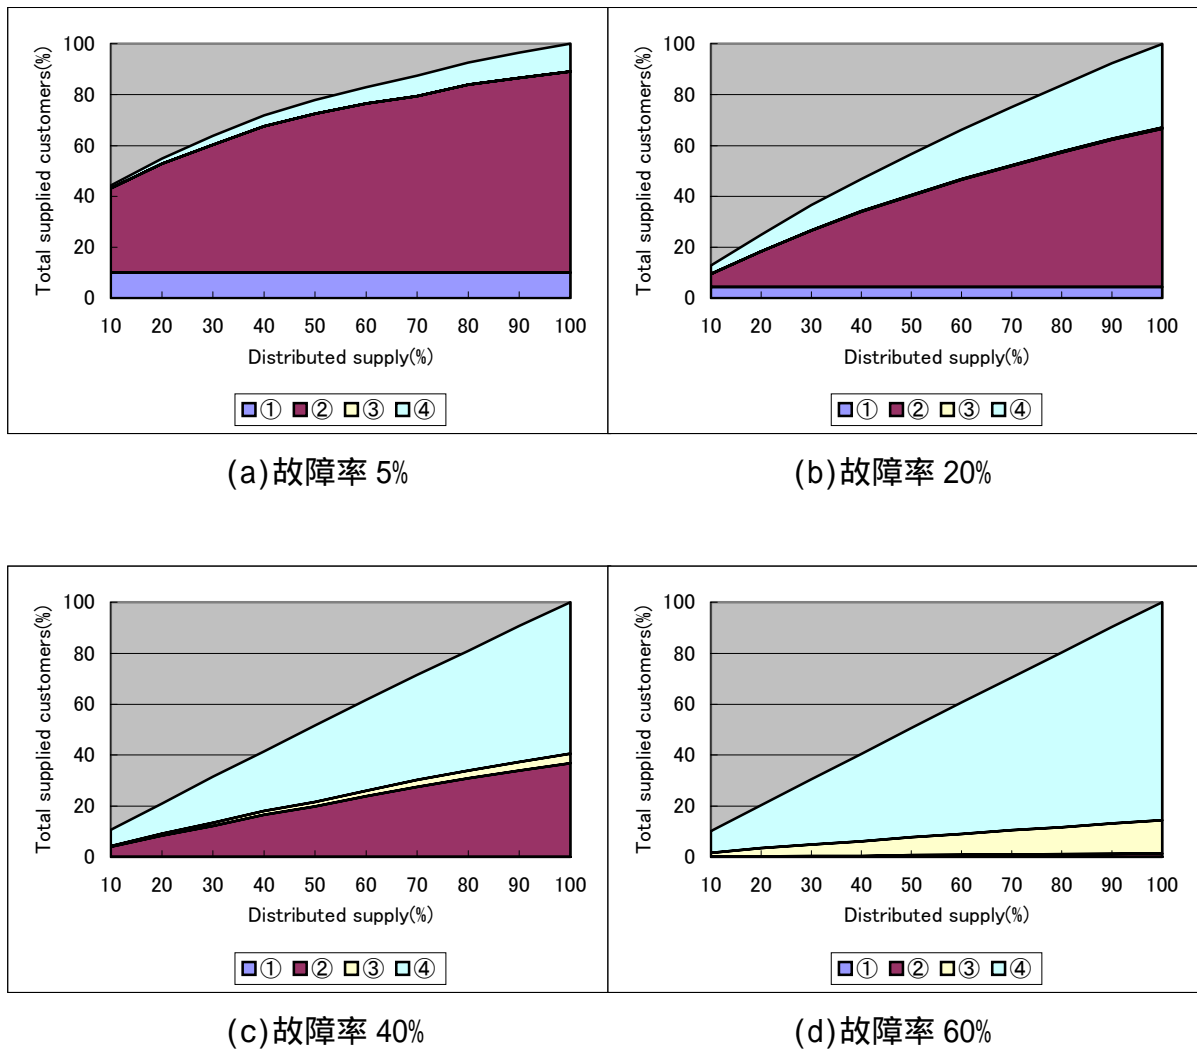 Total supplied customers(%)
100
80
60
40
20
0
10 20 30 40 50 60 70 80 90 100
Distributed supply(%)
① ② ③ ④
(a)故障率 5%
Total supplied customers(%)
100
80
60
40
20
0
10 20 30 40 50 60 70 80 90 100
Distributed supply(%)
① ② ③ ④
(b)故障率 20%
Total supplied customers(%)
100
80
60
40
20
0
10 20 30 40 50 60 70 80 90 100
Distributed supply(%)
① ② ③ ④
(c)故障率 40%
Total supplied customers(%)
100
80
60
40
20
0
10 20 30 40 50 60 70 80 90 100
Distributed supply(%)
① ② ③ ④
(d)故障率 60%